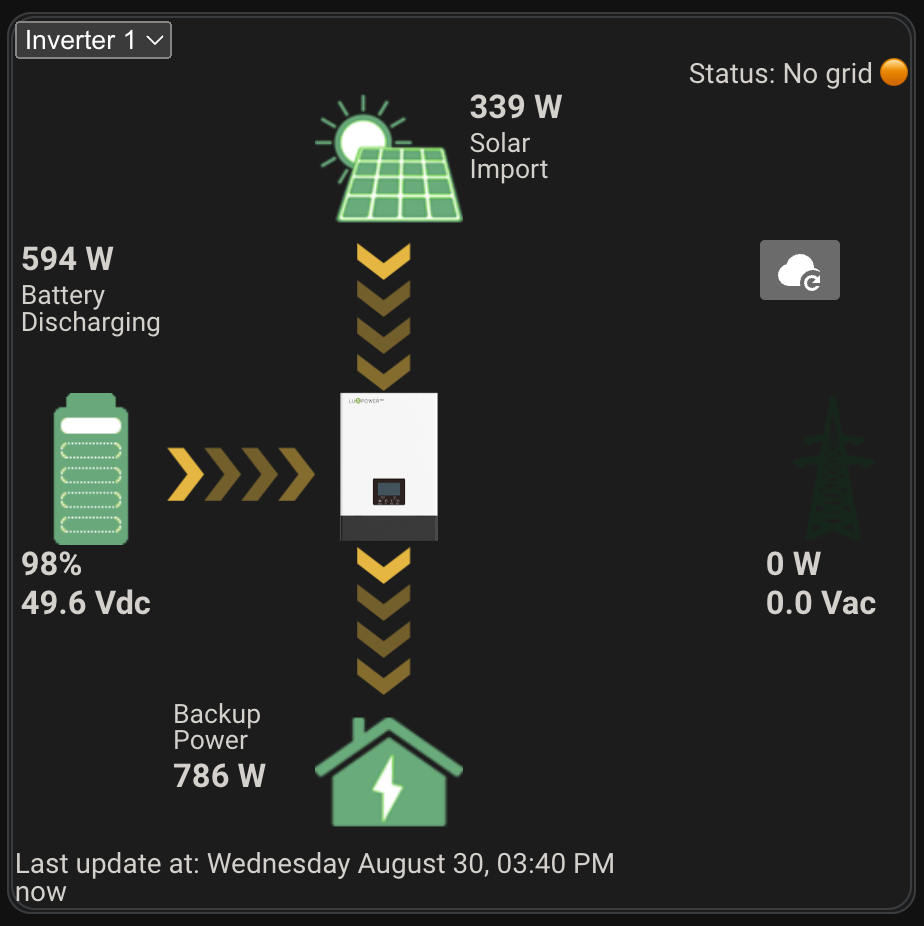 Inverter 1
Status: No grid
339 W
Solar
Import
594 W
Battery
Discharging
LUXPOWER
98%
49.6 Vdc
0 W
0.0 Vac
Backup
Power
786 W
Last update at: Wednesday August 30, 03:40 PM
now